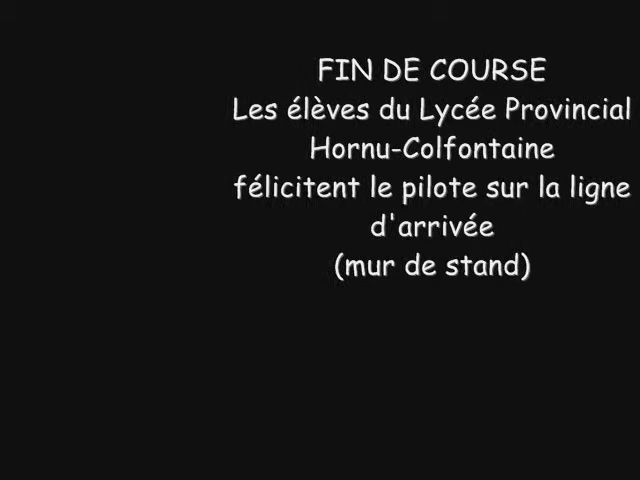 FIN DE COURSE
Les élèves du Lycée Provincial
Hornu-Colfontaine
félicitent le pilote sur la ligne
d'arrivée
(mur de stand)